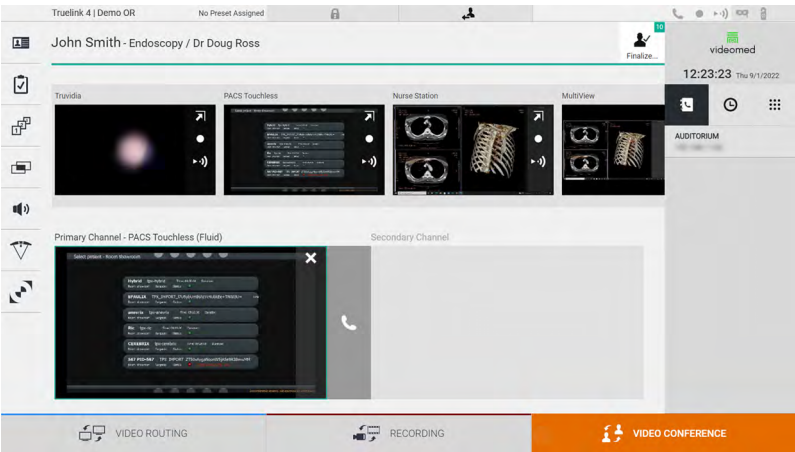 Truelink 4 | Demo OR
No Preset Assigned
John Smith - Endoscopy / Dr Doug Ross
10
Finalize...
videomed
12:23:23 Thu 9/1/2022
AUDITORIUM
Truvidia
PACS Touchless
Nurse Station
MultiView
Primary Channel - PACS Touchless (Fluid)
Secondary Channel
Select patient - Room
Hybrid
VIDEO ROUTING
RECORDING
VIDEO CONFERENCE